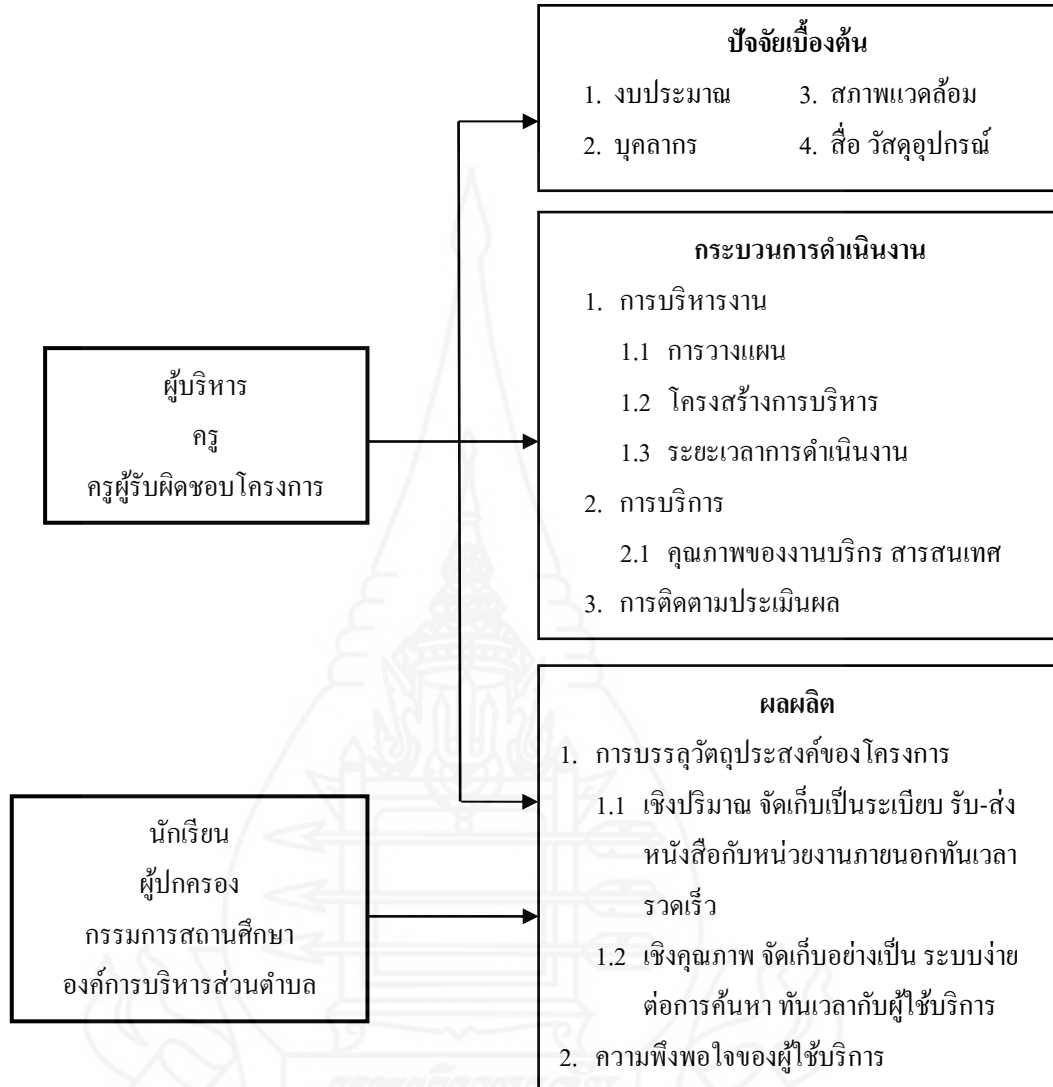 ปัจจัยเบื้องต้น
1. งบประมาณ 3. สภาพแวดล้อม
2. บุคลากร 4. สื่อ วัสดุอุปกรณ์
กระบวนการดำเนินงาน
1. การบริหารงาน
1.1 การวางแผน
1.2 โครงสร้างการบริหาร
1.3 ระยะเวลาการดำเนินงาน
2. การบริการ
2.1 คุณภาพของงานบริกร สารสนเทศ
3. การติดตามประเมินผล
ผู้บริหาร
ครู
ครูผู้รับผิดชอบโครงการ
ผลผลิต
1. การบรรลุวัตถุประสงค์ของโครงการ
1.1 เชิงปริมาณ จัดเก็บเป็นระเบียบ รับ-ส่ง
หนังสือกับหน่วยงานภายนอกทันเวลา
รวดเร็ว
1.2 เชิงคุณภาพ จัดเก็บอย่างเป็น ระบบง่าย
ต่อการค้นหา ทันเวลากับผู้ใช้บริการ
2. ความพึงพอใจของผู้ใช้บริการ
นักเรียน
ผู้ปกครอง
กรรมการสถานศึกษา
องค์การบริหารส่วนตำบล